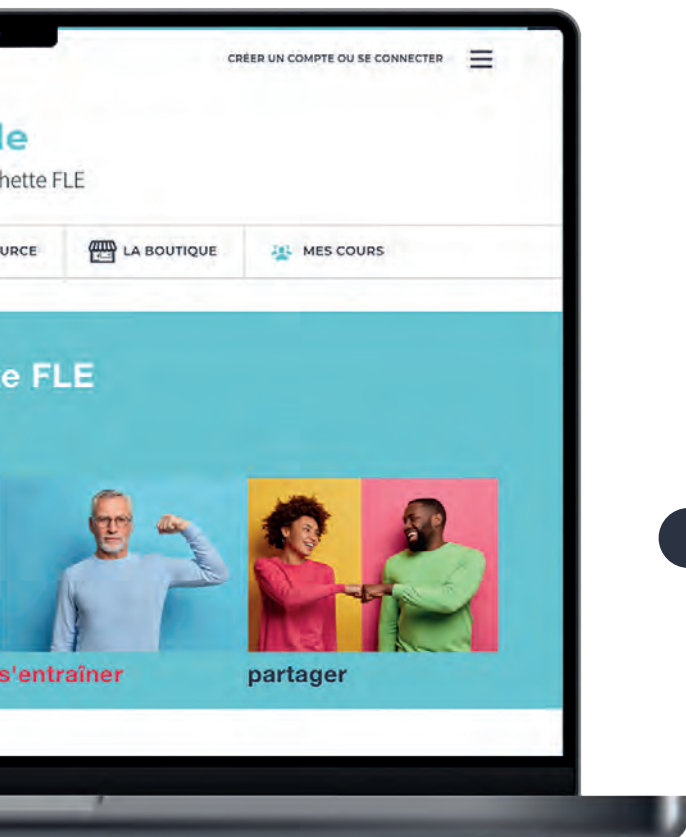 CRÉER UN COMPTE OU SE CONNECTER
le
hette FLE
URCE
LA BOUTIQUE
MES COURS
e FLE
s'entraîner
partager